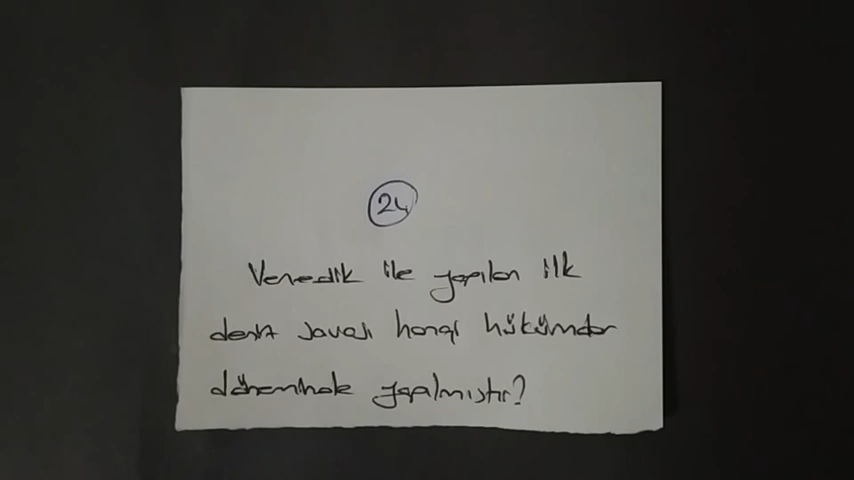 24
Venedik ile yapılan ilk
deniz savaşı hangi hükümdar
döneminde yapılmıştır?